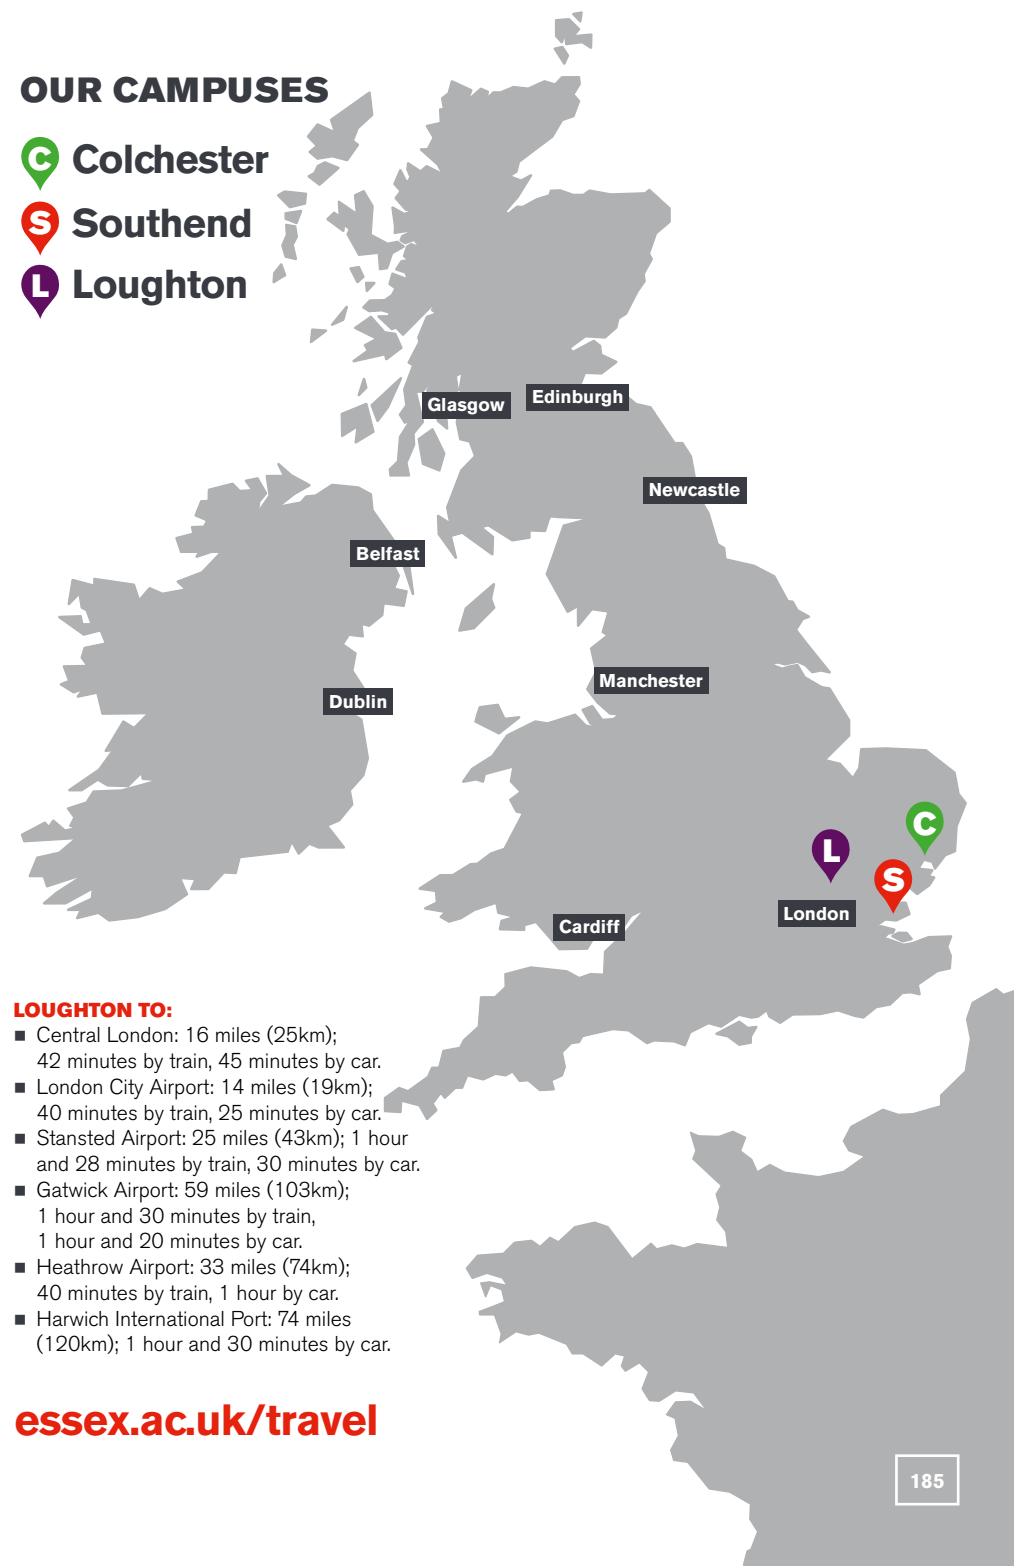 OUR CAMPUSES
C Colchester
S Southend
L Loughton
Edinburgh
Glasgow
Newcastle
Belfast
Manchester
Dublin
C
L
S
London
Cardiff
LOUGHTON TO:
■ Central London: 16 miles (25km);
42 minutes by train, 45 minutes by car.
■ London City Airport: 14 miles (19km);
40 minutes by train, 25 minutes by car.
■ Stansted Airport: 25 miles (43km); 1 hour
and 28 minutes by train, 30 minutes by car.
■ Gatwick Airport: 59 miles (103km);
1 hour and 30 minutes by train,
1 hour and 20 minutes by car.
■ Heathrow Airport: 33 miles (74km);
40 minutes by train, 1 hour by car.
■ Harwich International Port: 74 miles
(120km); 1 hour and 30 minutes by car.
essex.ac.uk/travel
185